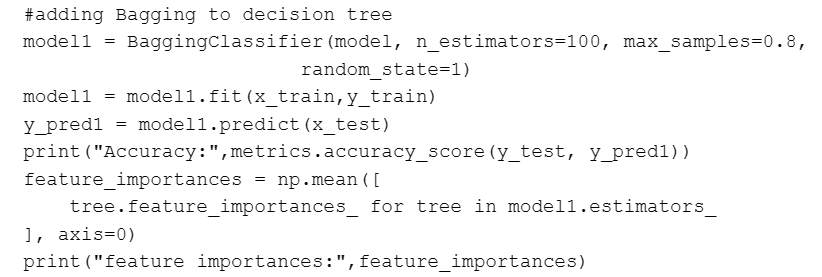 #adding Bagging to decision tree
model1 = BaggingClassifier(model, n_estimators=100, max_samples=0.8,
                        random_state=1)
model1 = model1.fit(x_train,y_train)
y_pred1 = model1.predict(x_test)
print("Accuracy:",metrics.accuracy_score(y_test, y_pred1))
feature_importances = np.mean([
    tree.feature_importances_ for tree in model1.estimators_
], axis=0)
print("feature importances:",feature_importances)